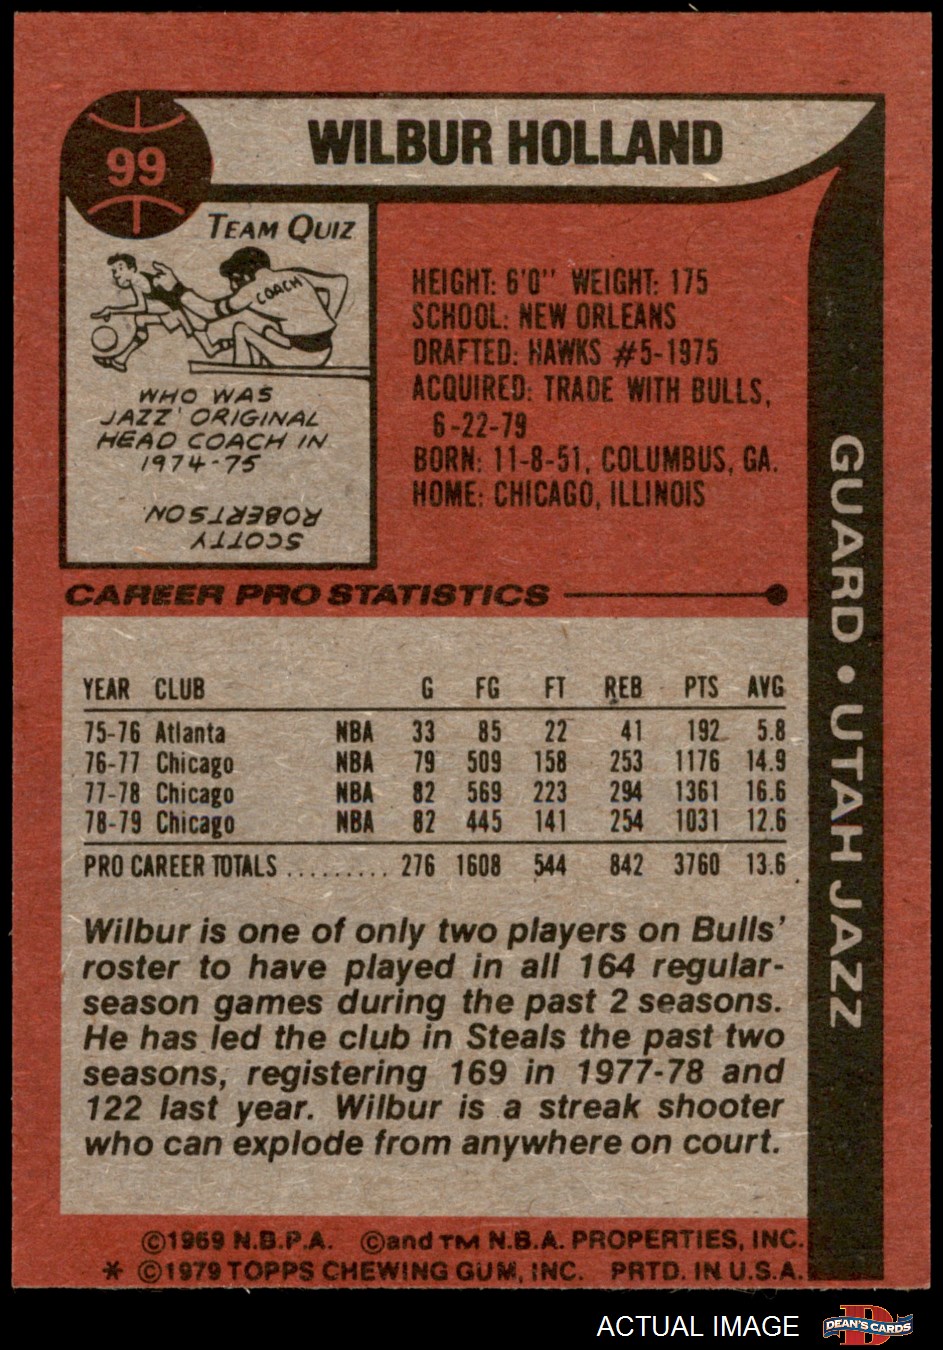 99
WILBUR HOLLAND
TEAM QUIZ
COACH
WHO WAS
JAZZ' ORIGINAL
HEAD COACH IN
1974-75
SCOTTY
ROBERTSON
HEIGHT: 6'0" WEIGHT: 175
SCHOOL: NEW ORLEANS
DRAFTED: HAWKS #5-1975
ACQUIRED: TRADE WITH BULLS,
6-22-79
BORN: 11-8-51, COLUMBUS, GA.
HOME: CHICAGO, ILLINOIS
GUARD • UTAH JAZZ
CAREER PRO STATISTICS
YEAR CLUB G FG FT REB PTS AVG
75-76 Atlanta NBA 33 85 22 41 192 5.8
76-77 Chicago NBA 79 509 158 253 1176 14.9
77-78 Chicago NBA 82 569 223 294 1361 16.6
78-79 Chicago NBA 82 445 141 254 1031 12.6
PRO CAREER TOTALS ......... 276 1608 544 842 3760 13.6
Wilbur is one of only two players on Bulls'
roster to have played in all 164 regular-
season games during the past 2 seasons.
He has led the club in Steals the past two
seasons, registering 169 in 1977-78 and
122 last year. Wilbur is a streak shooter
who can explode from anywhere on court.
©1969 N.B.P.A. ©and TM N.B.A. PROPERTIES, INC.
* ©1979 TOPPS CHEWING GUM, INC. PRTD. IN U.S.A.
ACTUAL IMAGE
D
DEAN'S CARDS